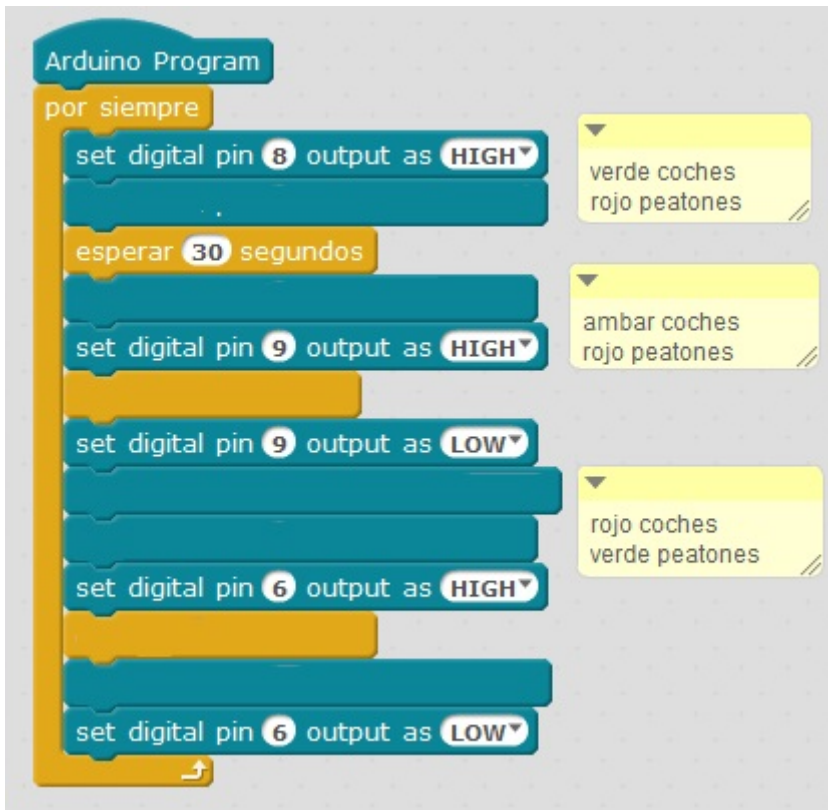 Arduino Program
por siempre
set digital pin 8 output as HIGH
verde coches
rojo peatones
esperar 30 segundos
ambar coches
rojo peatones
set digital pin 9 output as HIGH
set digital pin 9 output as LOW
rojo coches
verde peatones
set digital pin 6 output as HIGH
set digital pin 6 output as LOW